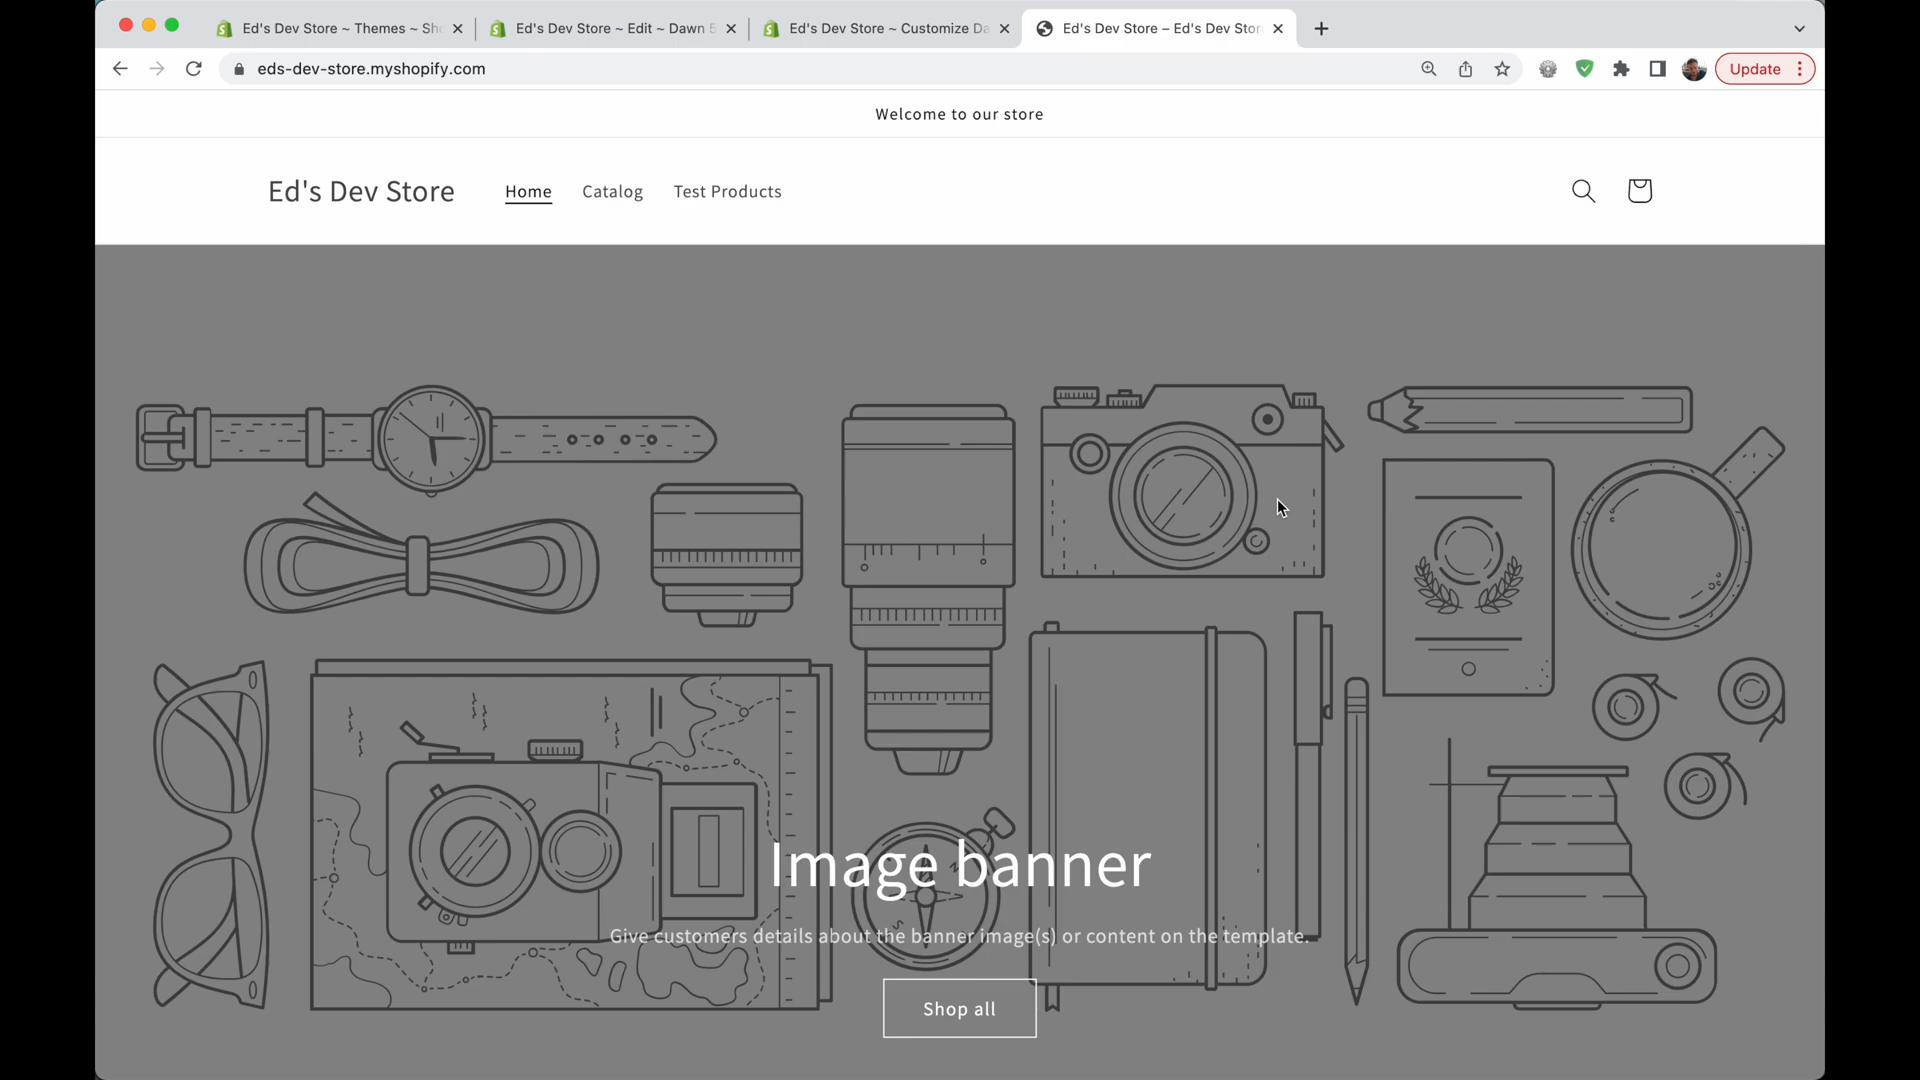 Ed's Dev Store ~ Themes ~ Sh
Ed's Dev Store ~ Edit ~ Dawn 5
Ed's Dev Store ~ Customize Da
Ed's Dev Store – Ed's Dev Stor
eds-dev-store.myshopify.com
Update
Welcome to our store
Ed's Dev Store
Home
Catalog
Test Products
Image banner
Give customers details about the banner image(s) or content on the template.
Shop all